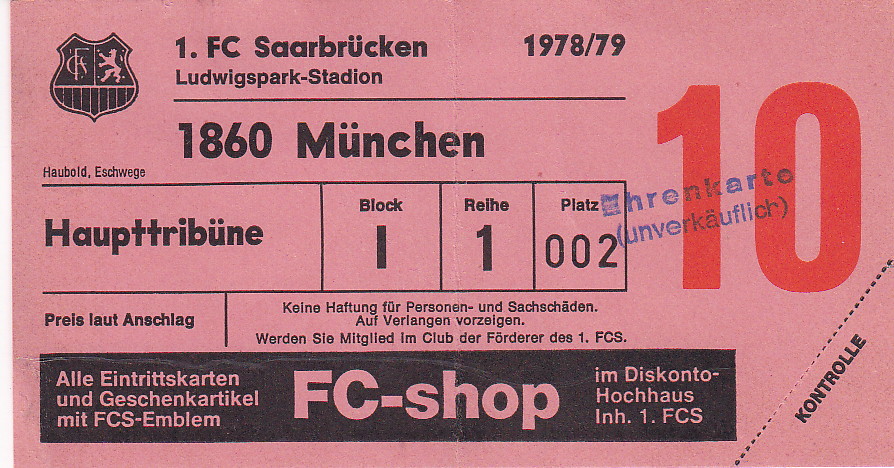 FCS
1. FC Saarbrücken 1978/79
Ludwigspark-Stadion
1860 München
10
Haubold, Eschwege
Haupttribüne
Block
I
Reihe
1
Platz
002
Ehrenkarte
(unverkäuflich)
Preis laut Anschlag
Keine Haftung für Personen- und Sachschäden.
Auf Verlangen vorzeigen.
Werden Sie Mitglied im Club der Förderer des 1. FCS.
KONTROLLE
Alle Eintrittskarten
und Geschenkartikel
mit FCS-Emblem
FC-shop
im Diskonto-
Hochhaus
Inh. 1. FCS